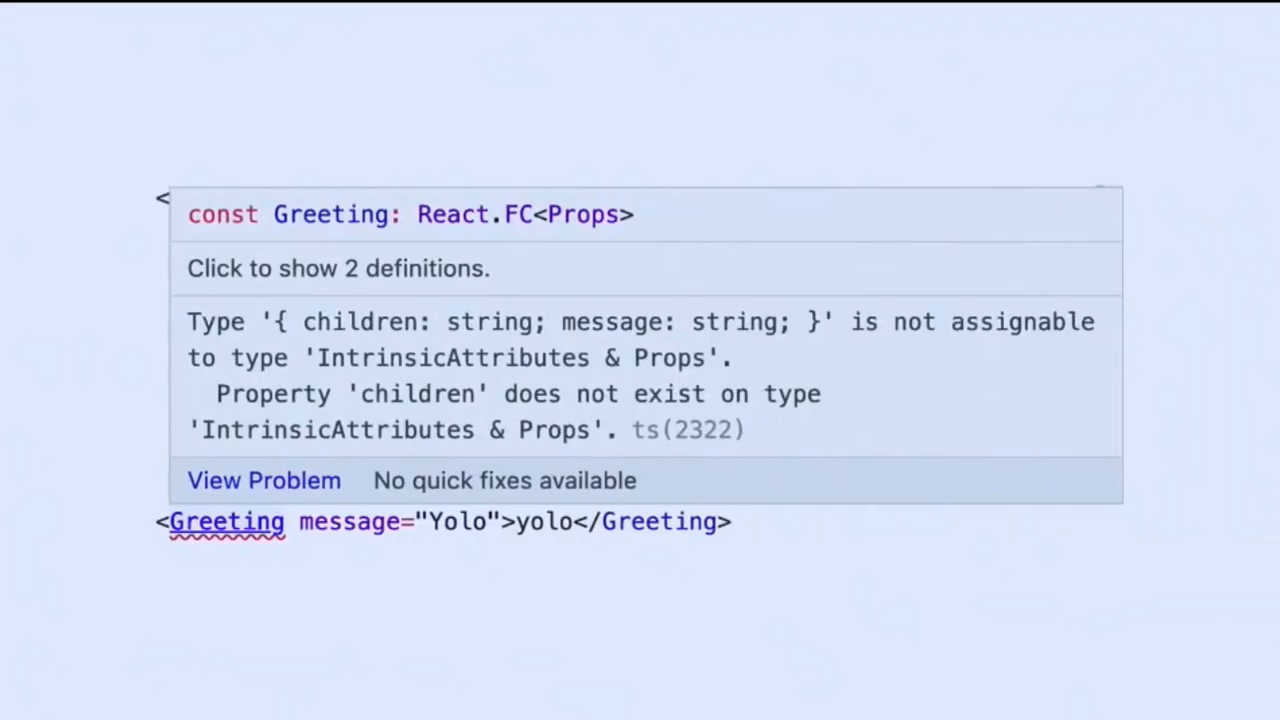 <
const Greeting: React.FC<Props>
Click to show 2 definitions.
Type '{ children: string; message: string; }' is not assignable
to type 'IntrinsicAttributes & Props'.
  Property 'children' does not exist on type
'IntrinsicAttributes & Props'. ts(2322)
View Problem No quick fixes available
<Greeting message="Yolo">yolo</Greeting>